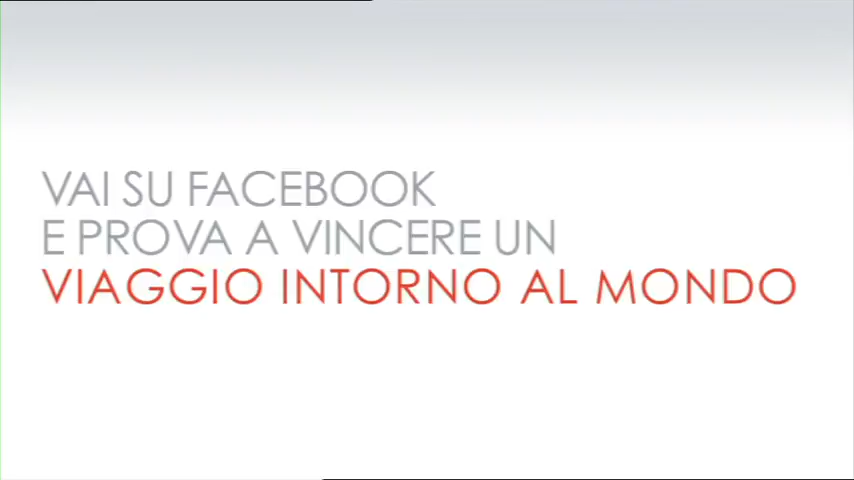 VAI SU FACEBOOK
E PROVA A VINCERE UN
VIAGGIO INTORNO AL MONDO